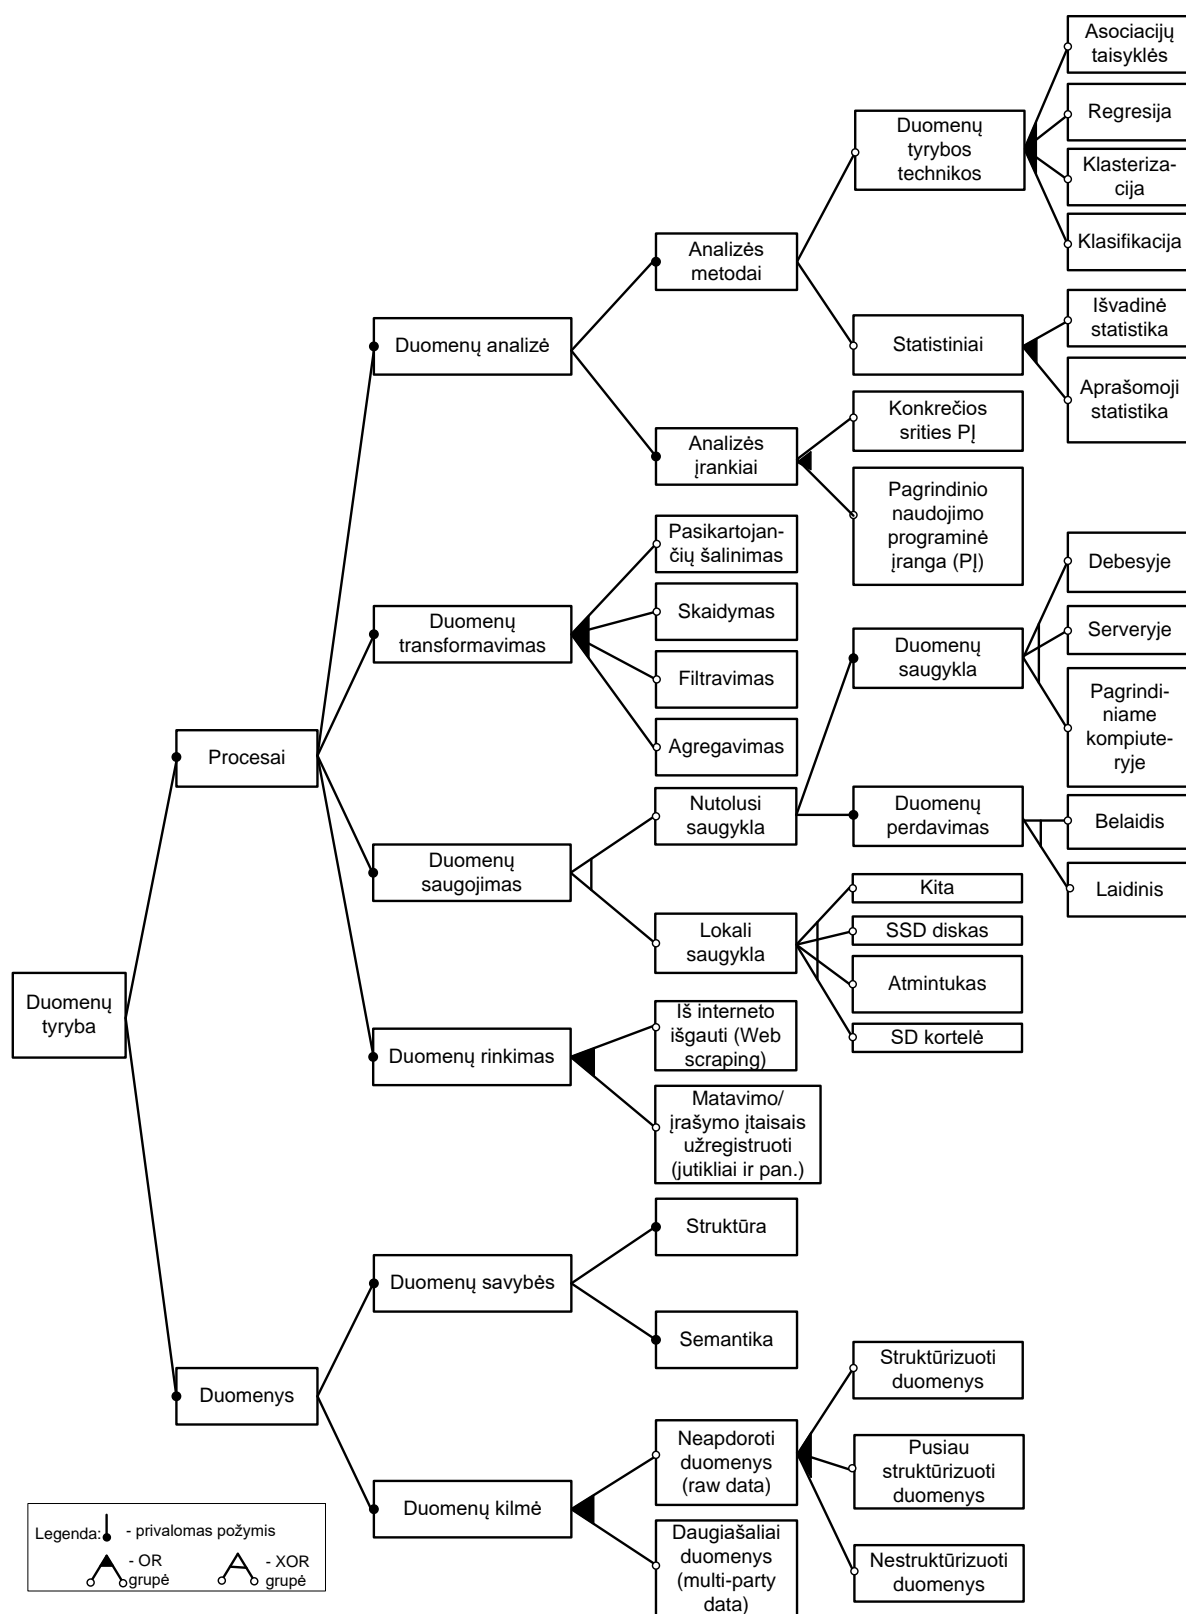 Asociacijų
taisyklės
Regresija
Klasteriza-
cija
Klasifikacija
Duomenų
tyrybos
technikos
Analizės
metodai
Išvadinė
statistika
Statistiniai
Aprašomoji
statistika
Duomenų analizė
Konkrečios
srities PĮ
Analizės
įrankiai
Pagrindinio
naudojimo
programinė
įranga (PĮ)
Pasikartojan-
čių šalinimas
Skaidymas
Duomenų
transformavimas
Filtravimas
Agregavimas
Debesyje
Serveryje
Duomenų
saugykla
Pagrindi-
niame
kompiute-
ryje
Procesai
Nutolusi
saugykla
Duomenų
perdavimas
Belaidis
Laidinis
Duomenų
saugojimas
Kita
SSD diskas
Lokali
saugykla
Atmintukas
SD kortelė
Duomenų
tyryba
Iš interneto
išgauti (Web
scraping)
Duomenų rinkimas
Matavimo/
įrašymo įtaisais
užregistruoti
(jutikliai ir pan.)
Struktūra
Duomenų savybės
Semantika
Duomenys
Struktūrizuoti
duomenys
Neapdoroti
duomenys
(raw data)
Pusiau
struktūrizuoti
duomenys
Duomenų kilmė
Daugiašaliai
duomenys
(multi-party
data)
Nestruktūrizuoti
duomenys
Legenda: - privalomas požymis
- OR
grupė
- XOR
grupė